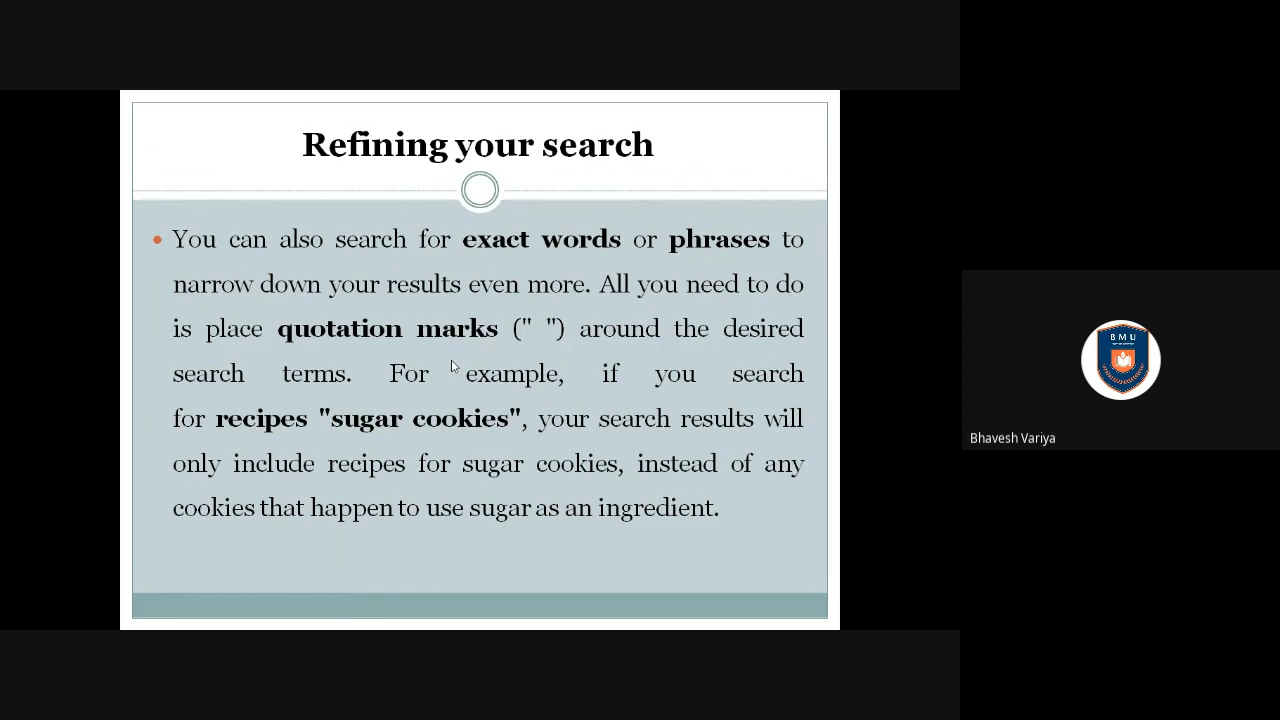 Refining your search
• You can also search for exact words or phrases to
narrow down your results even more. All you need to do
is place quotation marks (" ") around the desired
search terms. For example, if you search
for recipes "sugar cookies", your search results will
only include recipes for sugar cookies, instead of any
cookies that happen to use sugar as an ingredient.
BMU
Bhavesh Variya